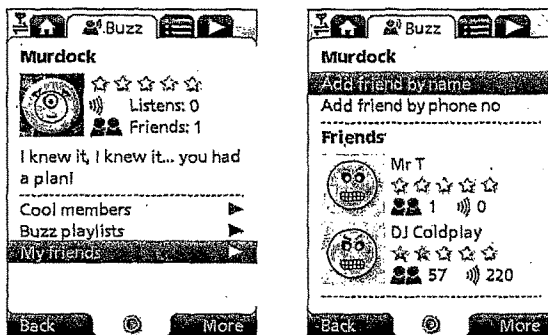 Buzz
Murdock
Listens: 0
Friends: 1
I knew it, I knew it... you had
a plan!
Cool members
Buzz playlists
My friends
Back
More
Buzz
Murdock
Add friend by name
Add friend by phone no
Friends
Mr T
1 0
DJ Coldplay
57 220
Back
More